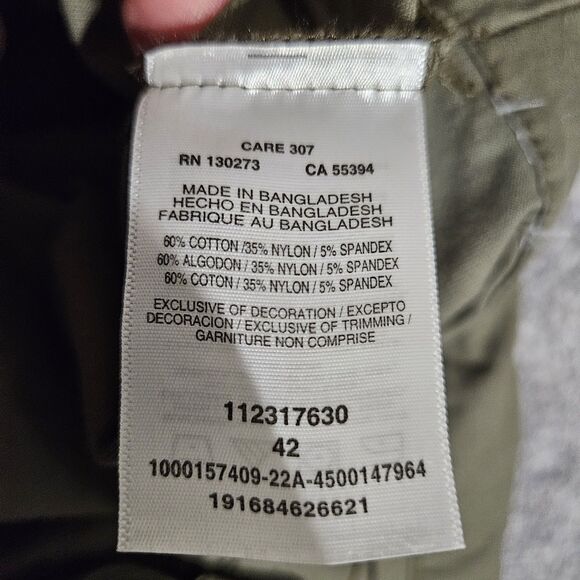 CARE 307
RN 130273 CA 55394
MADE IN BANGLADESH
HECHO EN BANGLADESH
FABRIQUE AU BANGLADESH
60% COTTON /35% NYLON / 5% SPANDEX
60% ALGODON / 35% NYLON / 5% SPANDEX
60% COTON / 35% NYLON / 5% SPANDEX
EXCLUSIVE OF DECORATION / EXCEPTO
DECORACION / EXCLUSIVE OF TRIMMING /
GARNITURE NON COMPRISE
112317630
42
1000157409-22A-4500147964
191684626621